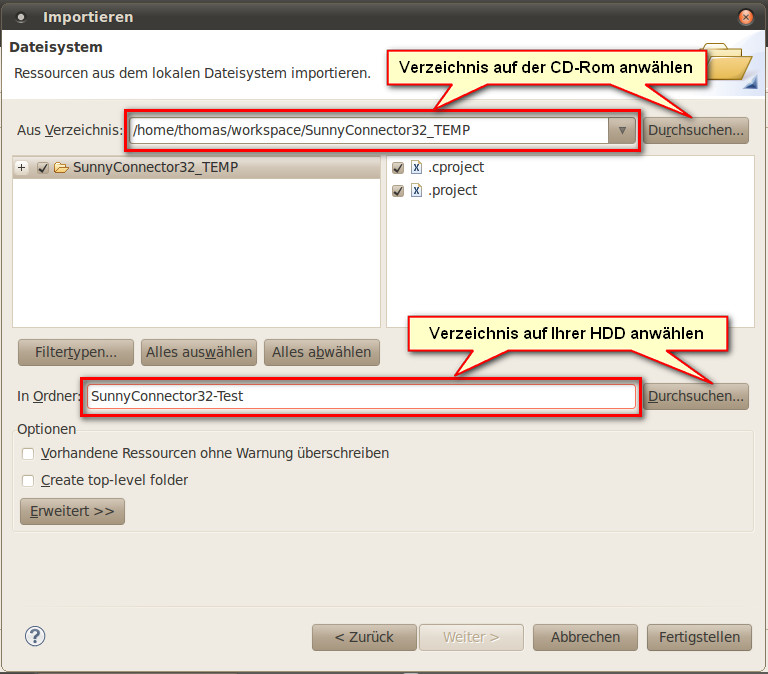 Importieren
Dateisystem
Ressourcen aus dem lokalen Dateisystem importieren.
Verzeichnis auf der CD-Rom anwählen
Aus Verzeichnis: /home/thomas/workspace/SunnyConnector32_TEMP Durchsuchen...
SunnyConnector32_TEMP
.cproject
.project
Verzeichnis auf Ihrer HDD anwählen
Filtertypen... Alles auswählen Alles abwählen
In Ordner: SunnyConnector32-Test Durchsuchen...
Optionen
Vorhandene Ressourcen ohne Warnung überschreiben
Create top-level folder
Erweitert >>
? < Zurück Weiter > Abbrechen Fertigstellen